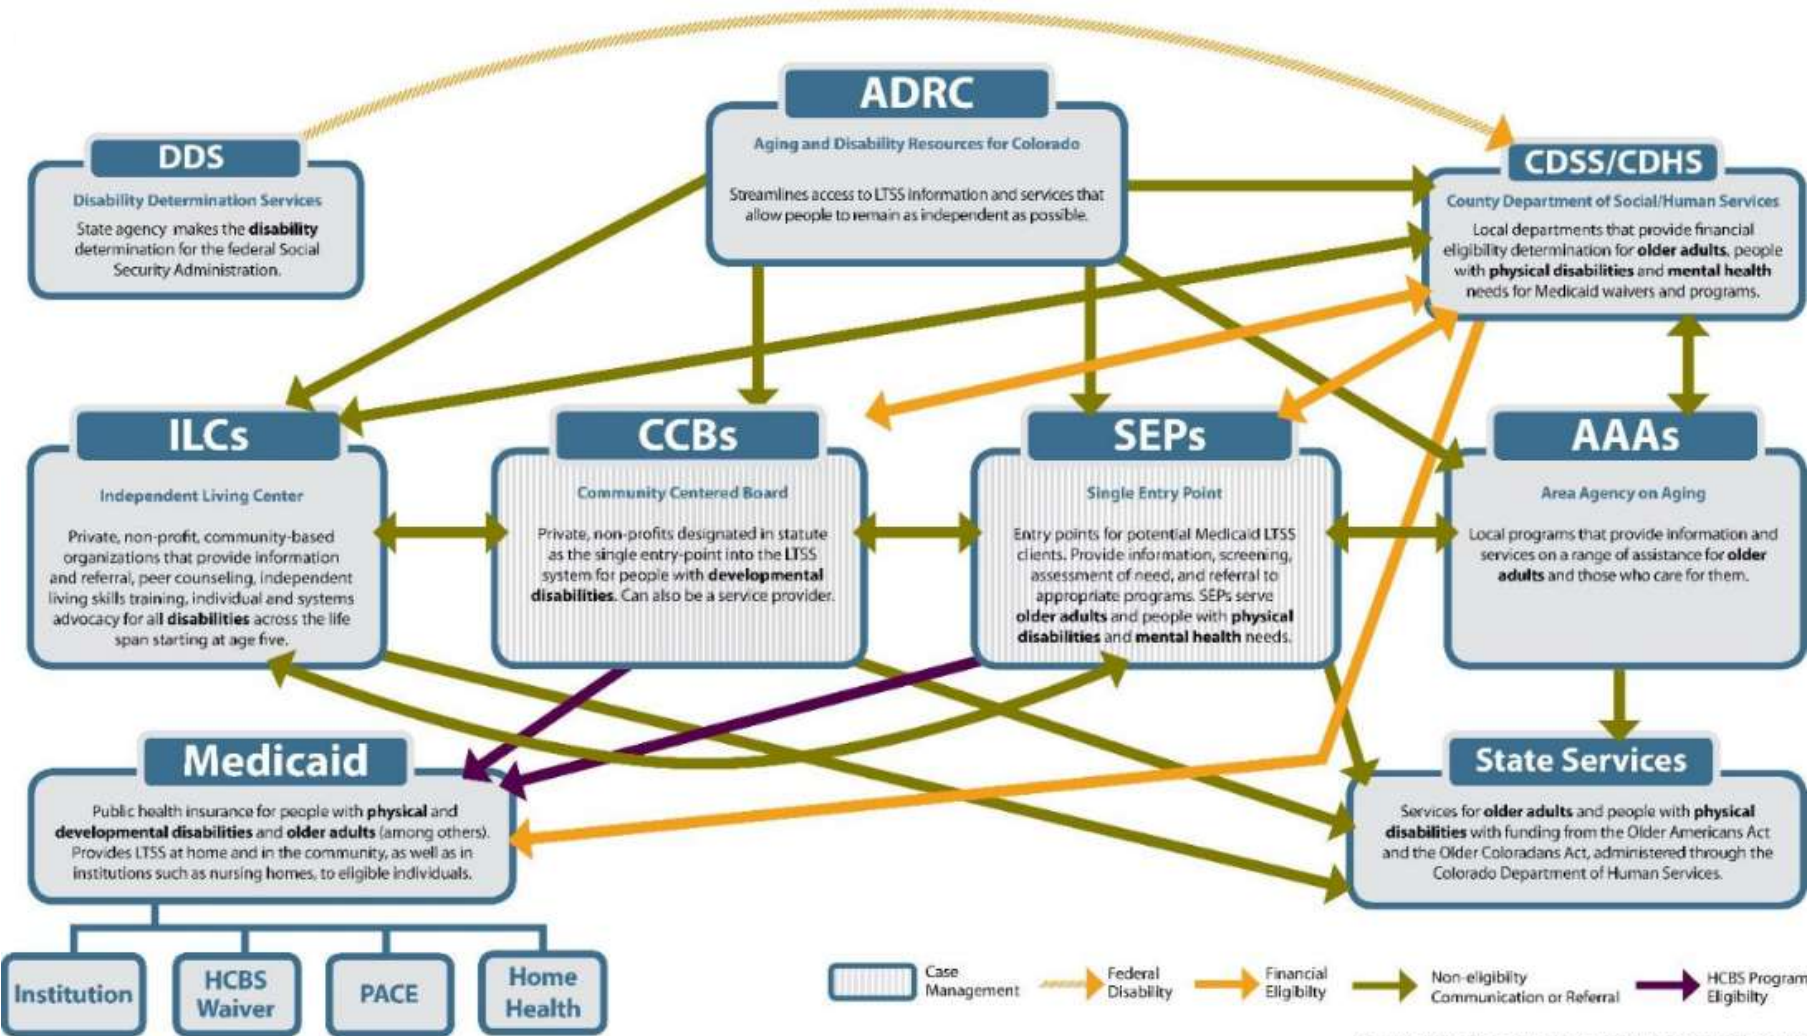 ADRC
Aging and Disability Resources for Colorado
Streamlines access to LTSS information and services that
allow people to remain as independent as possible.
DDS
Disability Determination Services
State agency makes the disability
determination for the federal Social
Security Administration.
CDSS/CDHS
County Department of Social/Human Services
Local departments that provide financial
eligibility determination for older adults, people
with physical disabilities and mental health
needs for Medicaid waivers and programs.
ILCs
Independent Living Center
Private, non-profit, community-based
organizations that provide information
and referral, peer counseling, independent
living skills training, individual and systems
advocacy for all disabilities across the life
span starting at age five.
CCBs
Community Centered Board
Private, non-profits designated in statute
as the single entry-point into the LTSS
system for people with developmental
disabilities. Can also be a service provider.
SEPs
Single Entry Point
Entry points for potential Medicaid LTSS
clients. Provide information, screening,
assessment of need, and referral to
appropriate programs. SEPs serve
older adults and people with physical
disabilities and mental health needs.
AAAs
Area Agency on Aging
Local programs that provide information and
services on a range of assistance for older
adults and those who care for them.
Medicaid
Public health insurance for people with physical and
developmental disabilities and older adults (among others).
Provides LTSS at home and in the community, as well as in
institutions such as nursing homes, to eligible individuals.
State Services
Services for older adults and people with physical
disabilities with funding from the Older Americans Act
and the Older Coloradans Act, administered through the
Colorado Department of Human Services.
Institution
HCBS
Waiver
PACE
Home
Health
Case
Management
Federal
Disability
Financial
Eligibilty
Non-eligibilty
Communication or Referral
HCBS Program
Eligibilty